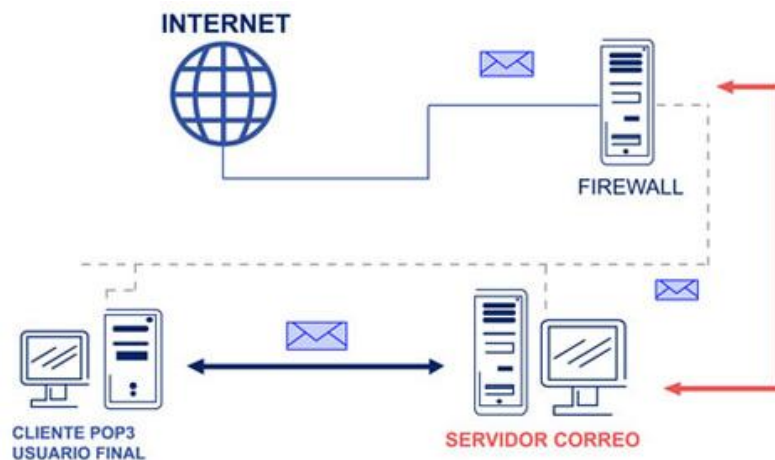 INTERNET
FIREWALL
CLIENTE POP3
USUARIO FINAL
SERVIDOR CORREO